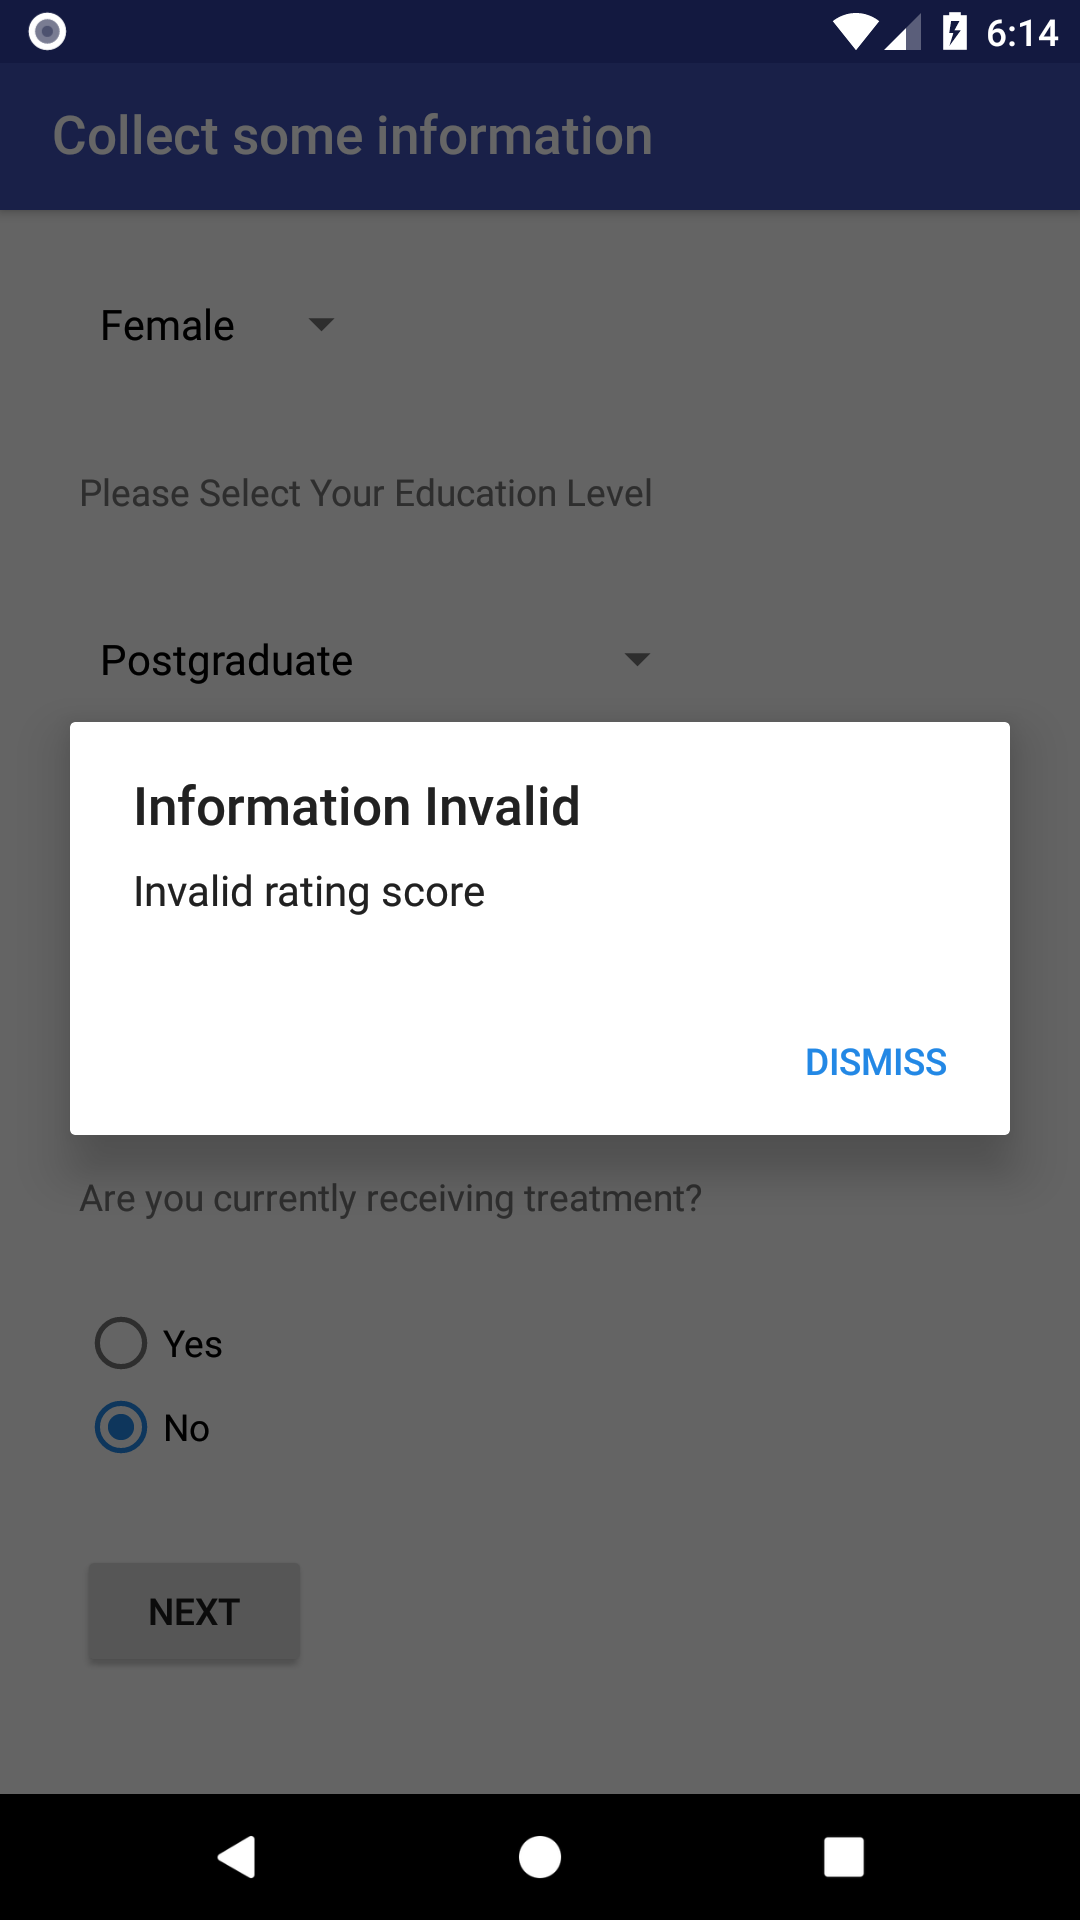 6:14
Collect some information
Female
Please Select Your Education Level
Postgraduate
Information Invalid
Invalid rating score
DISMISS
Are you currently receiving treatment?
Yes
No
NEXT